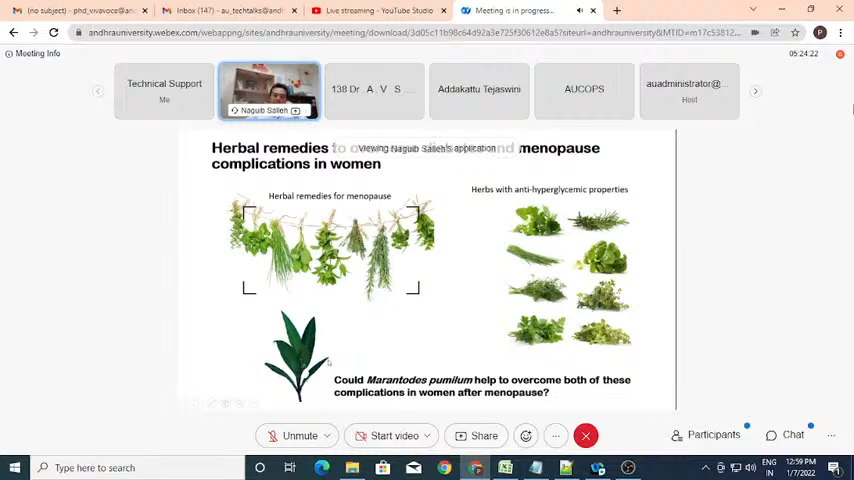 (no subject) - phd_vivavoce@an
Inbox (147) - au_techtalks@and
Live streaming - YouTube Studio
Meeting is in progress...
andhrauniversity.webex.com/webappng/sites/andhrauniversity/meeting/download/3d05c11b98c64d92a3e725f30612e8a5?siteurl=andhrauniversity&MTID=m17c53812...
P
Meeting Info
05:24:22
Technical Support
Me
Naguib Salleh
138 Dr . A . V S ...
Addakattu Tejaswini
AUCOPS
auadministrator@...
Host
Viewing Naguib Salleh's application
Herbal remedies to menopause
complications in women
Herbal remedies for menopause
Herbs with anti-hyperglycemic properties
Could Marantodes pumilum help to overcome both of these
complications in women after menopause?
Unmute
Start video
Share
Participants
Chat
Type here to search
ENG
IN
12:59 PM
1/7/2022